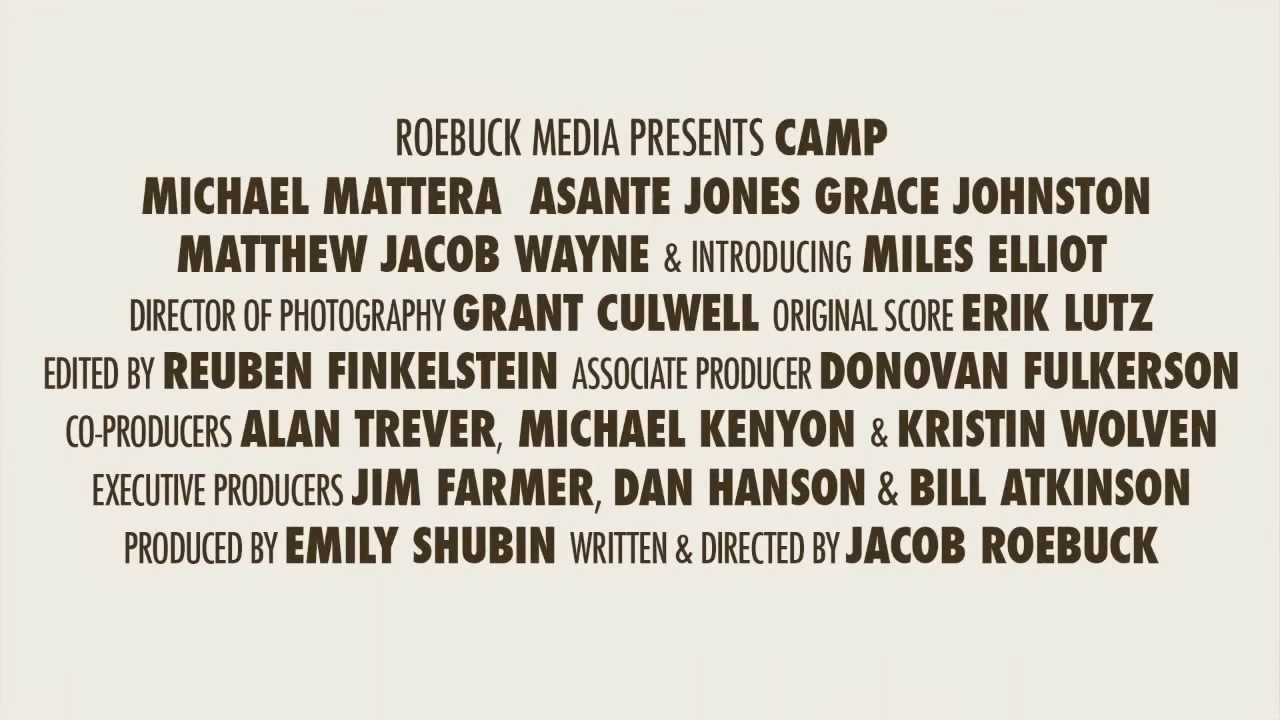 ROEBUCK MEDIA PRESENTS CAMP
MICHAEL MATTERA ASANTE JONES GRACE JOHNSTON
MATTHEW JACOB WAYNE & INTRODUCING MILES ELLIOT
DIRECTOR OF PHOTOGRAPHY GRANT CULWELL ORIGINAL SCORE ERIK LUTZ
EDITED BY REUBEN FINKELSTEIN ASSOCIATE PRODUCER DONOVAN FULKERSON
CO-PRODUCERS ALAN TREVER, MICHAEL KENYON & KRISTIN WOLVEN
EXECUTIVE PRODUCERS JIM FARMER, DAN HANSON & BILL ATKINSON
PRODUCED BY EMILY SHUBIN WRITTEN & DIRECTED BY JACOB ROEBUCK